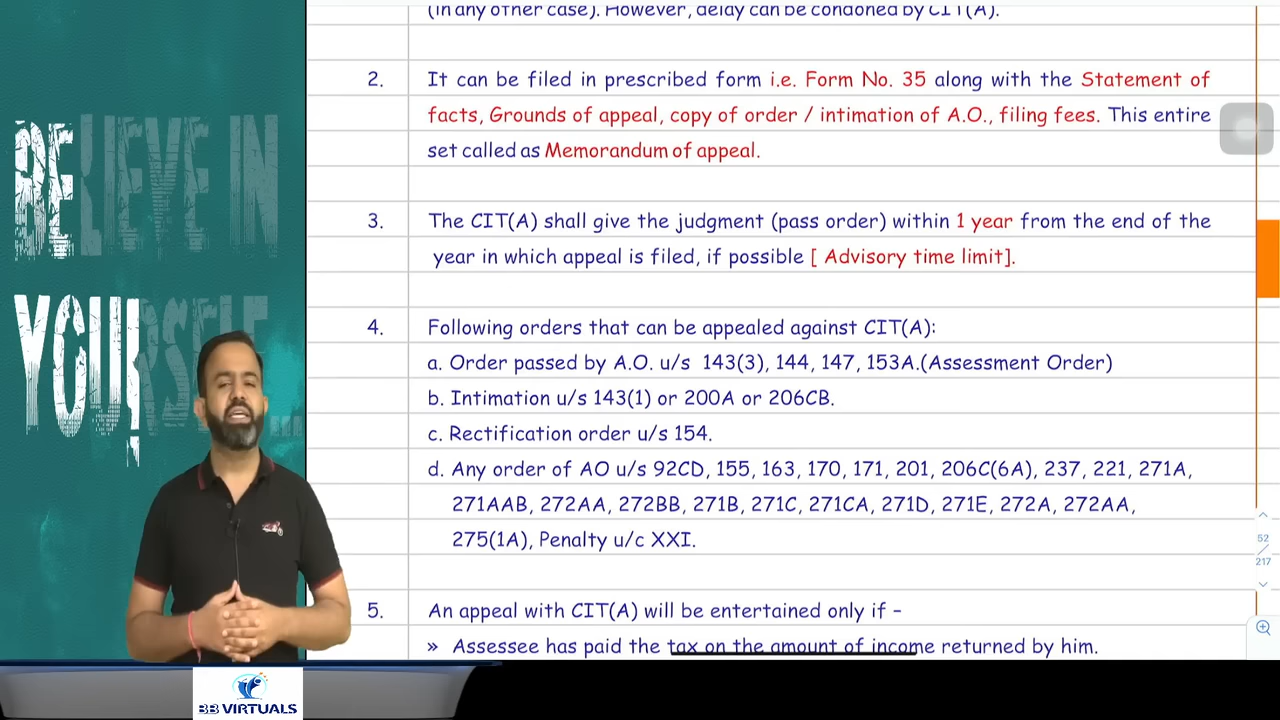 (in any other case). However, delay can be condoned by CIT(A).
2. It can be filed in prescribed form i.e. Form No. 35 along with the Statement of
facts, Grounds of appeal, copy of order / intimation of A.O., filing fees. This entire
set called as Memorandum of appeal.
3. The CIT(A) shall give the judgment (pass order) within 1 year from the end of the
year in which appeal is filed, if possible [ Advisory time limit].
4. Following orders that can be appealed against CIT(A):
a. Order passed by A.O. u/s 143(3), 144, 147, 153A.(Assessment Order)
b. Intimation u/s 143(1) or 200A or 206CB.
c. Rectification order u/s 154.
d. Any order of AO u/s 92CD, 155, 163, 170, 171, 201, 206C(6A), 237, 221, 271A,
271AAB, 272AA, 272BB, 271B, 271C, 271CA, 271D, 271E, 272A, 272AA,
275(1A), Penalty u/c XXI.
5. An appeal with CIT(A) will be entertained only if –
» Assessee has paid the tax on the amount of income returned by him.
BELIEVE IN
YOURSELF...
52
217
BB VIRTUALS